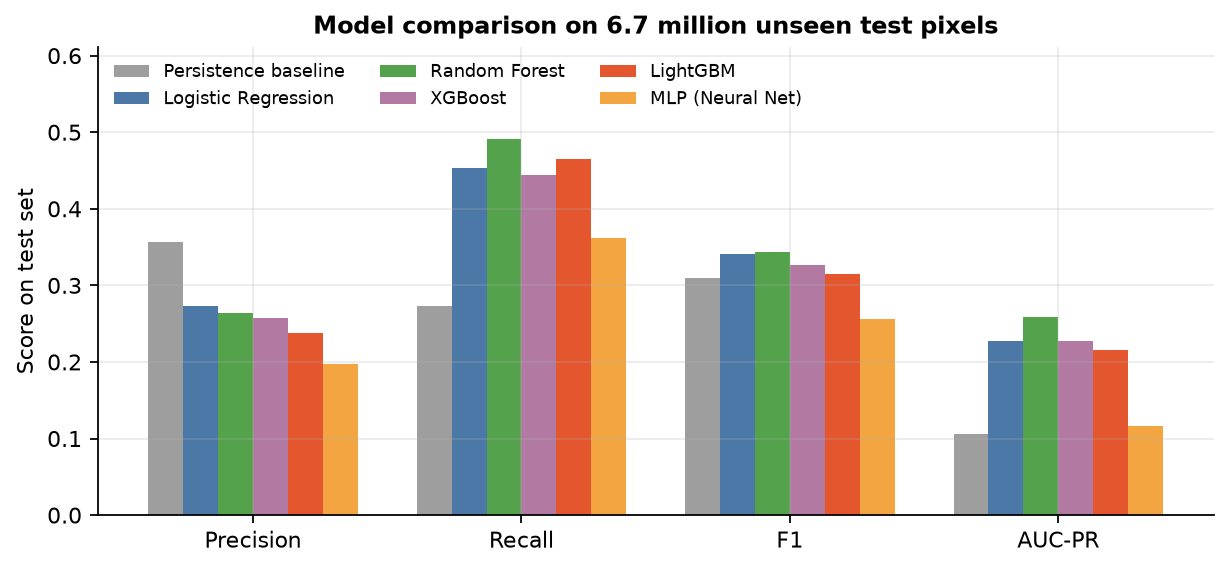 Model comparison on 6.7 million unseen test pixels
Persistence baseline
Logistic Regression
Random Forest
XGBoost
LightGBM
MLP (Neural Net)
Score on test set
0.6
0.5
0.4
0.3
0.2
0.1
0.0
Precision
Recall
F1
AUC-PR